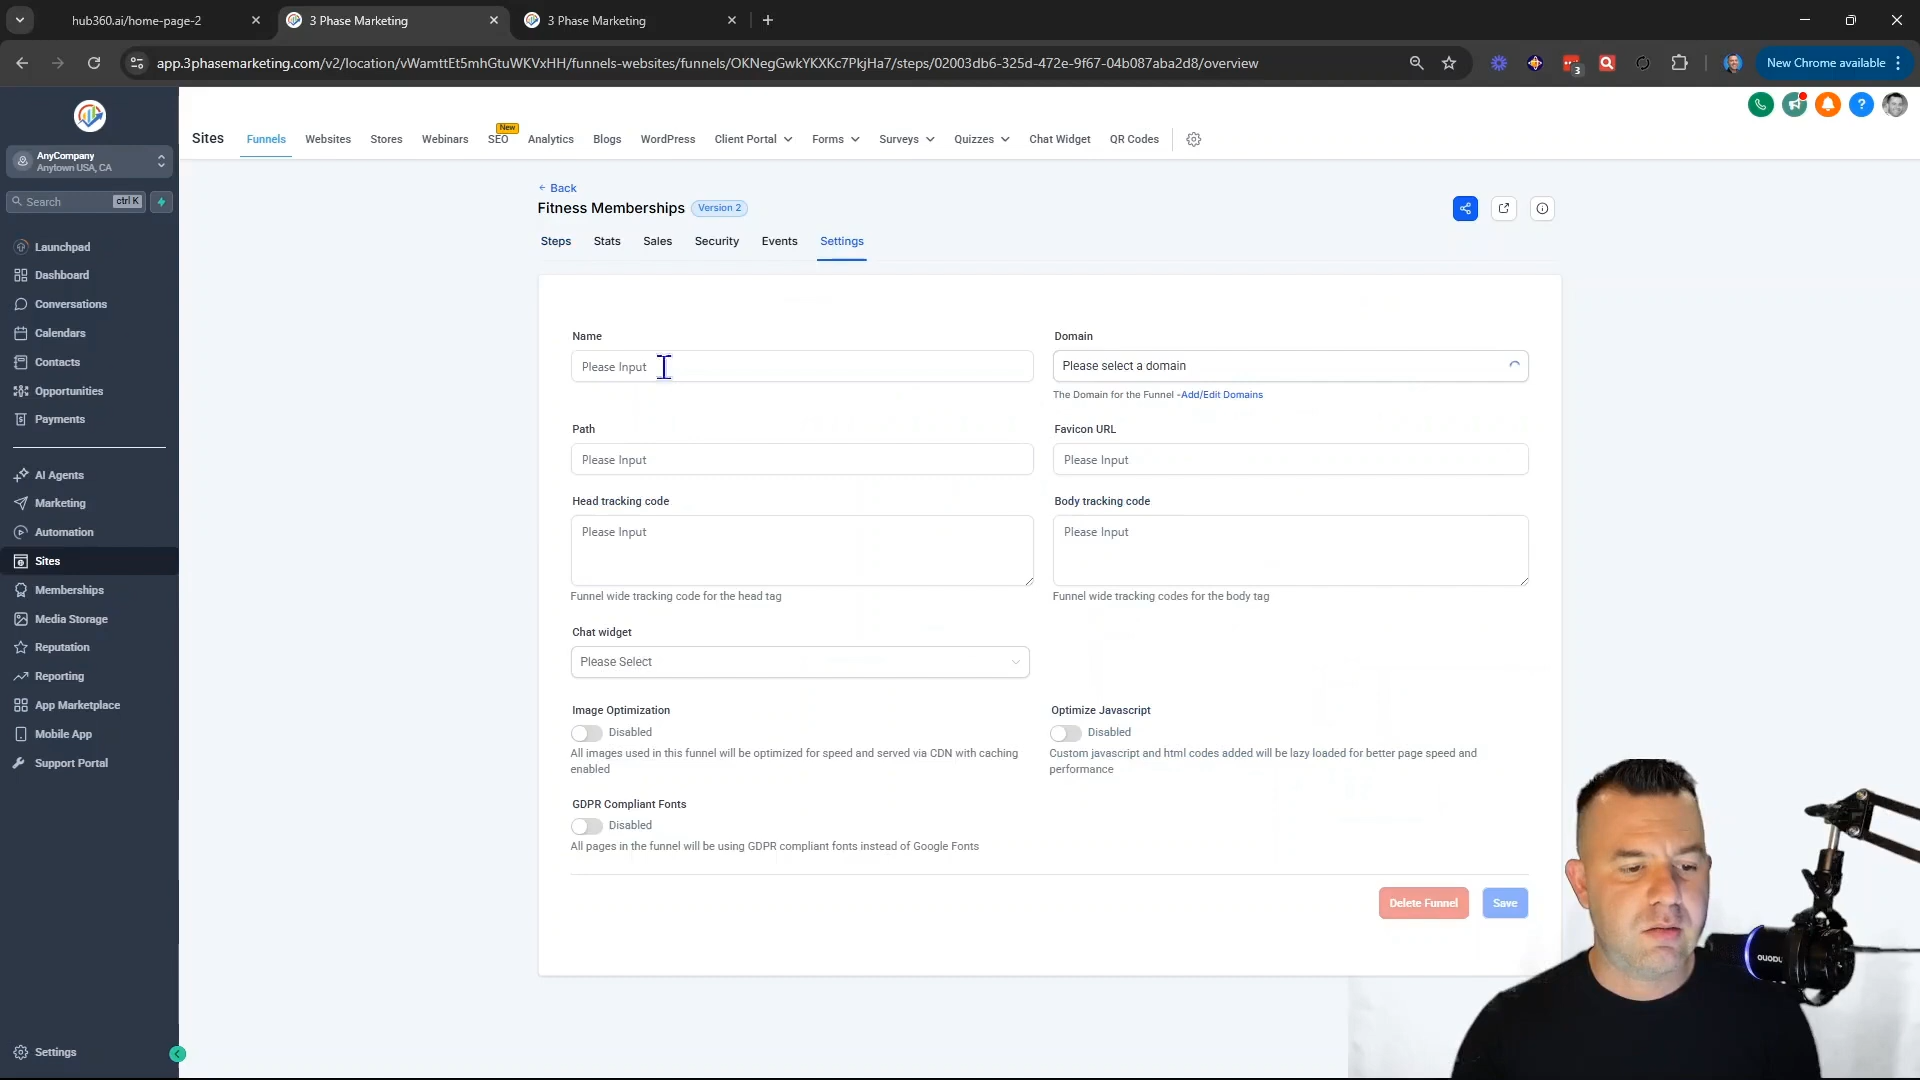 hub360.ai/home-page-2
3 Phase Marketing
3 Phase Marketing
app.3phasemarketing.com/v2/location/vWamttEt5mhGtuWKVxHH/funnels-websites/funnels/OKNegGwkYKXKc7PkjHa7/steps/02003db6-325d-472e-9f67-04b087aba2d8/overview
3
New Chrome available
AnyCompany
Anytown USA, CA
Search
ctrl K
Launchpad
Dashboard
Conversations
Calendars
Contacts
Opportunities
Payments
AI Agents
Marketing
Automation
Sites
Memberships
Media Storage
Reputation
Reporting
App Marketplace
Mobile App
Support Portal
Settings
Sites
Funnels
Websites
Stores
Webinars
SEO
New
Analytics
Blogs
WordPress
Client Portal
Forms
Surveys
Quizzes
Chat Widget
QR Codes
Back
Fitness Memberships
Version 2
Steps
Stats
Sales
Security
Events
Settings
Name
Please Input
Domain
Please select a domain
The Domain for the Funnel -Add/Edit Domains
Path
Please Input
Favicon URL
Please Input
Head tracking code
Please Input
Funnel wide tracking code for the head tag
Body tracking code
Please Input
Funnel wide tracking codes for the body tag
Chat widget
Please Select
Image Optimization
Disabled
All images used in this funnel will be optimized for speed and served via CDN with caching
enabled
Optimize Javascript
Disabled
Custom javascript and html codes added will be lazy loaded for better page speed and
performance
GDPR Compliant Fonts
Disabled
All pages in the funnel will be using GDPR compliant fonts instead of Google Fonts
Delete Funnel
Save